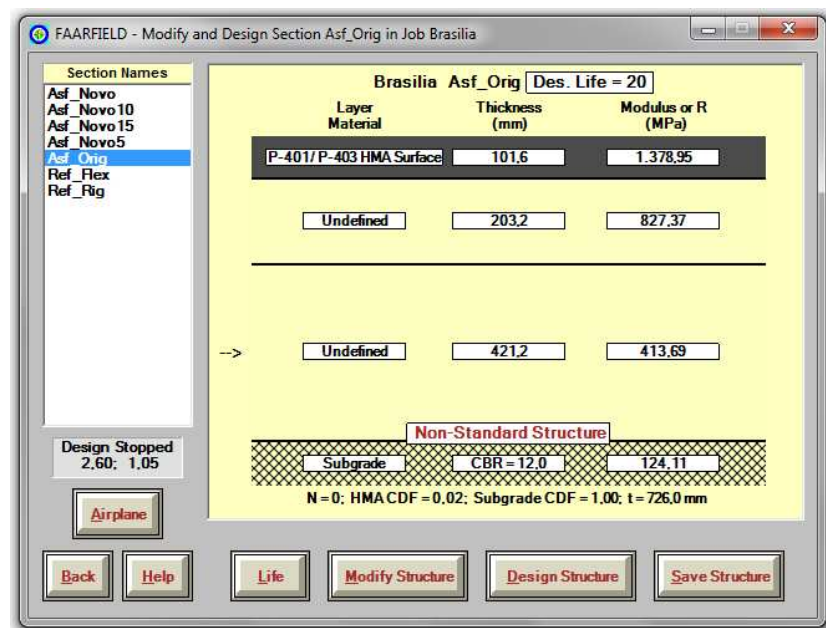 FAARFIELD - Modify and Design Section Asf_Orig in Job Brasilia
Section Names
Asf_Novo
Asf_Novo10
Asf_Novo15
Asf_Novo5
Asf_Orig
Ref_Flex
Ref_Rig
Brasilia Asf_Orig Des. Life = 20
Layer Material Thickness (mm) Modulus or R (MPa)
P-401/ P-403 HMA Surface 101,6 1.378,95
Undefined 203,2 827,37
--> Undefined 421,2 413,69
Non-Standard Structure
Subgrade CBR = 12,0 124,11
N = 0; HMA CDF = 0,02; Subgrade CDF = 1,00; t = 726,0 mm
Design Stopped
2,60; 1,05
Airplane
Back Help Life Modify Structure Design Structure Save Structure